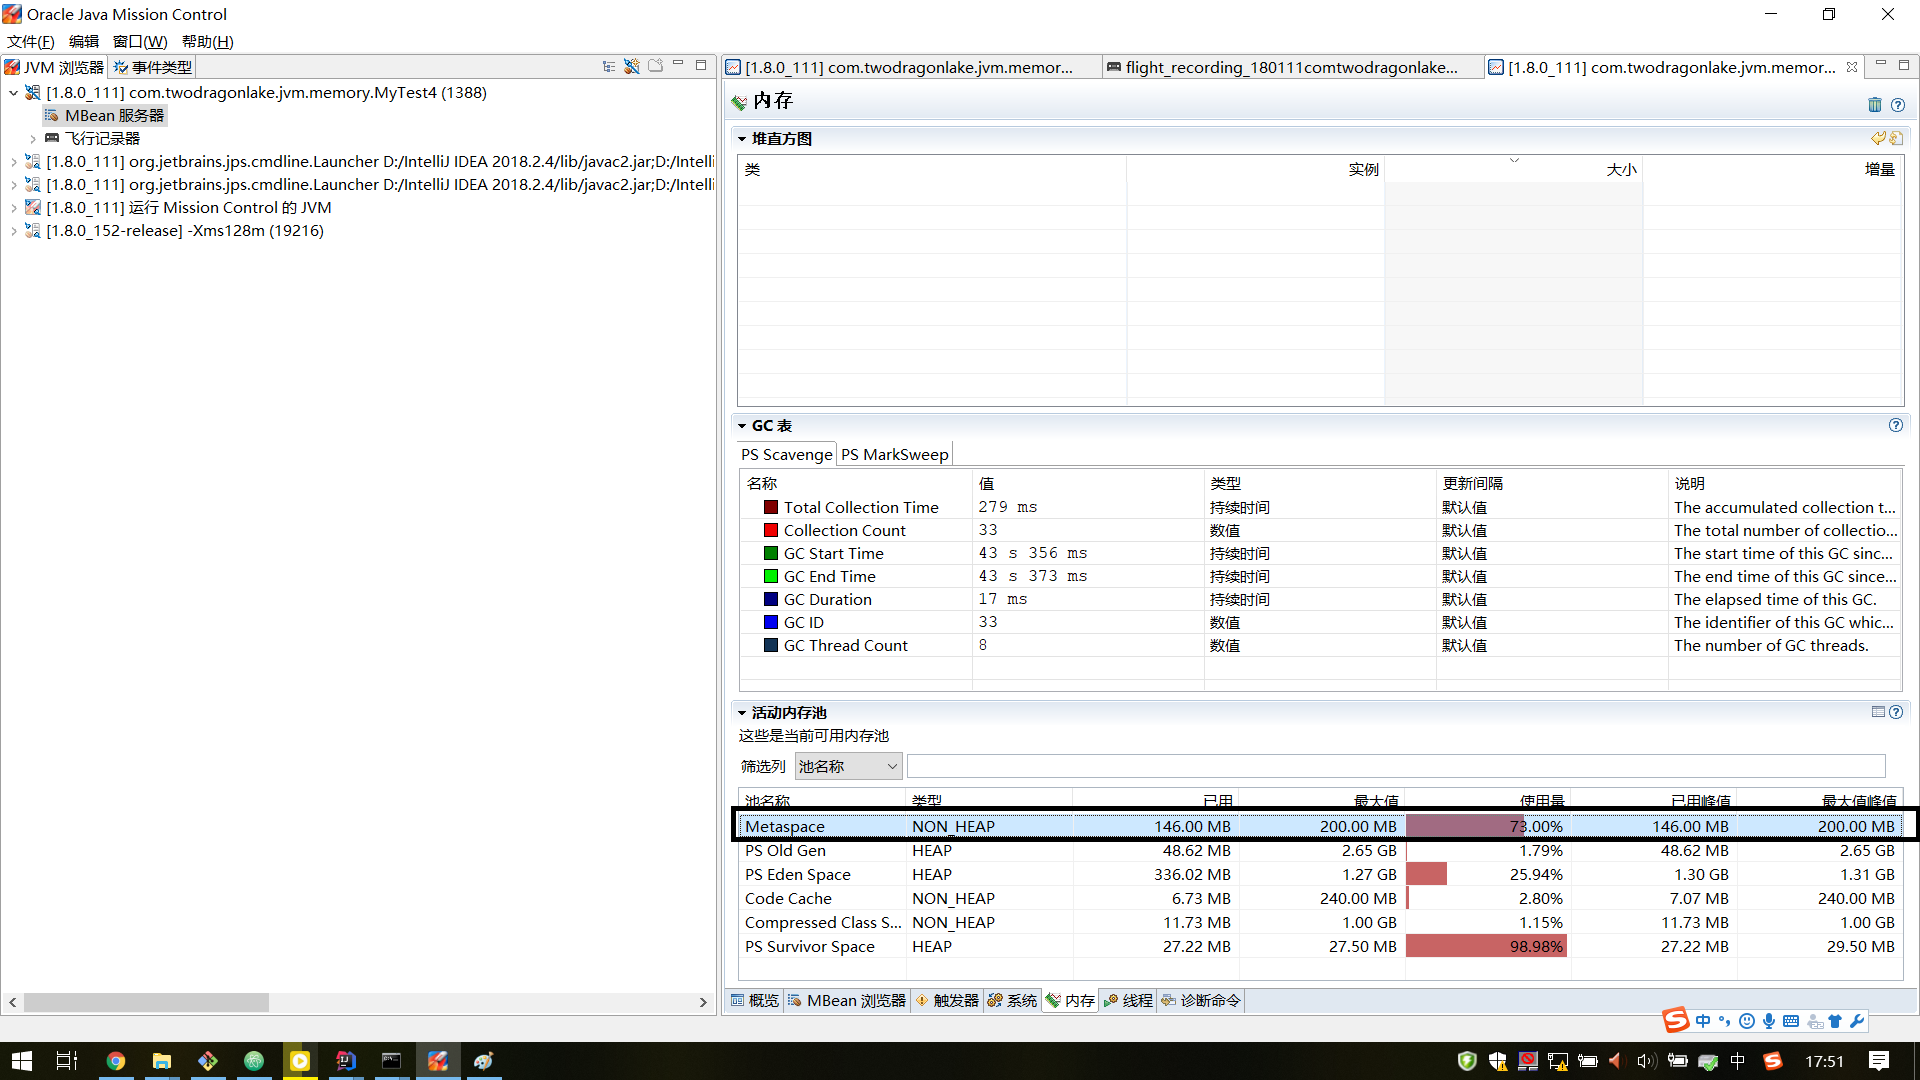 Oracle Java Mission Control
文件(F) 编辑 窗口(W) 帮助(H)
JVM 浏览器 事件类型
[1.8.0_111] com.twodragonlake.jvm.memory.MyTest4 (1388)
MBean 服务器
飞行记录器
[1.8.0_111] org.jetbrains.jps.cmdline.Launcher D:/IntelliJ IDEA 2018.2.4/lib/javac2.jar;D:/Intelli
[1.8.0_111] org.jetbrains.jps.cmdline.Launcher D:/IntelliJ IDEA 2018.2.4/lib/javac2.jar;D:/Intelli
[1.8.0_111] 运行 Mission Control 的 JVM
[1.8.0_152-release] -Xms128m (19216)
[1.8.0_111] com.twodragonlake.jvm.memor... flight_recording_180111comtwodragonlake... [1.8.0_111] com.twodragonlake.jvm.memor...
内存
堆直方图
类 实例 大小 增量
GC 表
PS Scavenge PS MarkSweep
名称 值 类型 更新间隔 说明
Total Collection Time 279 ms 持续时间 默认值 The accumulated collection t...
Collection Count 33 数值 默认值 The total number of collectio...
GC Start Time 43 s 356 ms 持续时间 默认值 The start time of this GC sinc...
GC End Time 43 s 373 ms 持续时间 默认值 The end time of this GC since...
GC Duration 17 ms 持续时间 默认值 The elapsed time of this GC.
GC ID 33 数值 默认值 The identifier of this GC whic...
GC Thread Count 8 数值 默认值 The number of GC threads.
活动内存池
这些是当前可用内存池
筛选列 池名称
池名称 类型 已用 最大值 使用量 已用峰值 最大值峰值
Metaspace NON_HEAP 146.00 MB 200.00 MB 73.00% 146.00 MB 200.00 MB
PS Old Gen HEAP 48.62 MB 2.65 GB 1.79% 48.62 MB 2.65 GB
PS Eden Space HEAP 336.02 MB 1.27 GB 25.94% 1.30 GB 1.31 GB
Code Cache NON_HEAP 6.73 MB 240.00 MB 2.80% 7.07 MB 240.00 MB
Compressed Class S... NON_HEAP 11.73 MB 1.00 GB 1.15% 11.73 MB 1.00 GB
PS Survivor Space HEAP 27.22 MB 27.50 MB 98.98% 27.22 MB 29.50 MB
概览 MBean 浏览器 触发器 系统 内存 线程 诊断命令
中
中 17:51